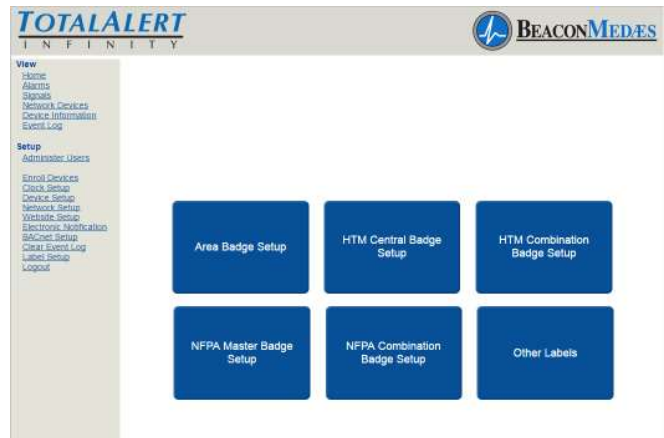 TOTALALERT
INFINITY
BEACONMEDÆS
View
Home
Alarms
Signals
Network Devices
Device Information
Event Log
Setup
Administer Users
Enroll Devices
Clock Setup
Device Setup
Network Setup
Website Setup
Electronic Notification
BACnet Setup
Clear Event Log
Label Setup
Logout
Area Badge Setup
HTM Central Badge
Setup
HTM Combination
Badge Setup
NFPA Master Badge
Setup
NFPA Combination
Badge Setup
Other Labels